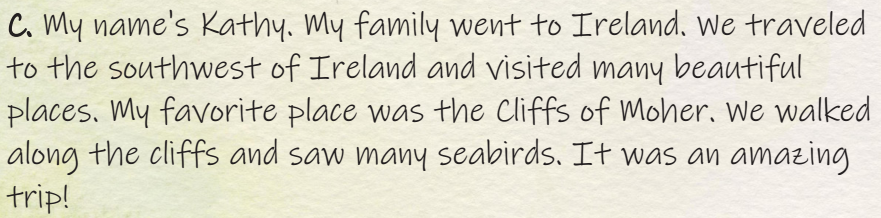 C. My name's Kathy. My family went to Ireland. We traveled
to the southwest of Ireland and visited many beautiful
places. My favorite place was the Cliffs of Moher. We walked
along the cliffs and saw many seabirds. It was an amazing
trip!